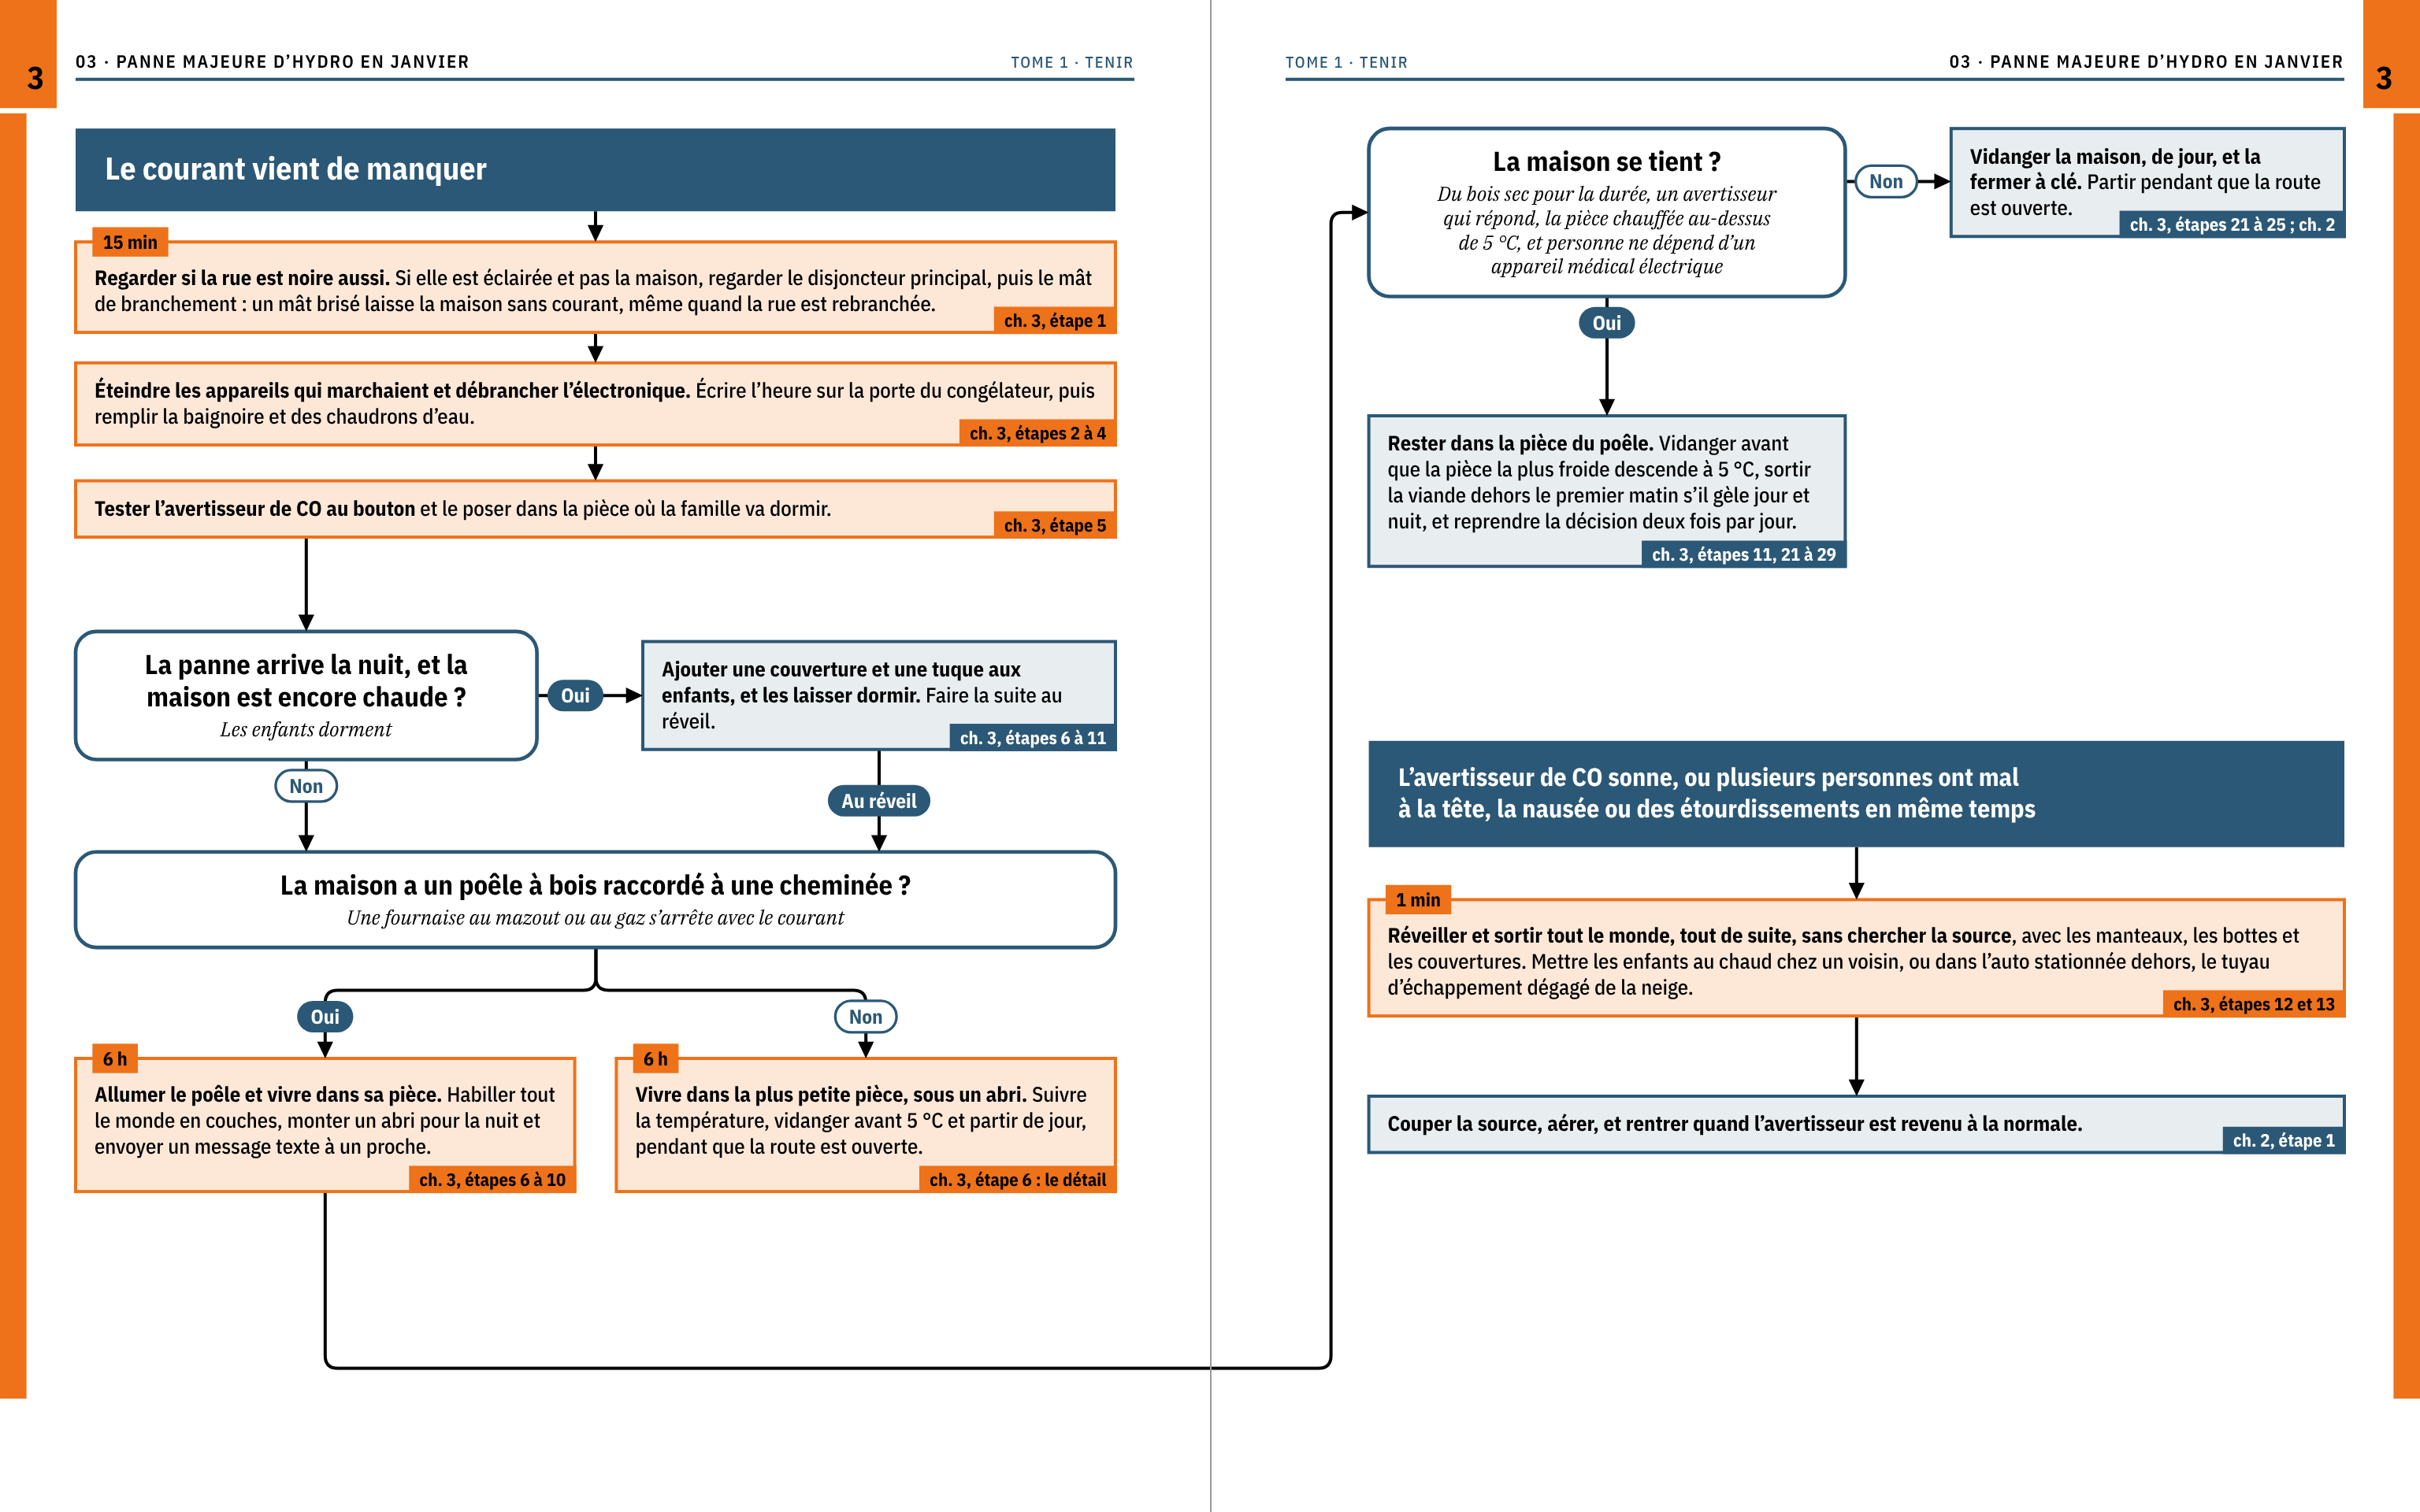 3
03 · PANNE MAJEURE D’HYDRO EN JANVIER
TOME 1 · TENIR
Le courant vient de manquer
15 min
Regarder si la rue est noire aussi. Si elle est éclairée et pas la maison, regarder le disjoncteur principal, puis le mât
de branchement : un mât brisé laisse la maison sans courant, même quand la rue est rebranchée.
ch. 3, étape 1
Éteindre les appareils qui marchaient et débrancher l’électronique. Écrire l’heure sur la porte du congélateur, puis
remplir la baignoire et des chaudrons d’eau.
ch. 3, étapes 2 à 4
Tester l’avertisseur de CO au bouton et le poser dans la pièce où la famille va dormir.
ch. 3, étape 5
La panne arrive la nuit, et la
maison est encore chaude ?
Les enfants dorment
Oui
Ajouter une couverture et une tuque aux
enfants, et les laisser dormir. Faire la suite au
réveil.
ch. 3, étapes 6 à 11
Non
Au réveil
La maison a un poêle à bois raccordé à une cheminée ?
Une fournaise au mazout ou au gaz s’arrête avec le courant
Oui
Non
6 h
Allumer le poêle et vivre dans sa pièce. Habiller tout
le monde en couches, monter un abri pour la nuit et
envoyer un message texte à un proche.
ch. 3, étapes 6 à 10
6 h
Vivre dans la plus petite pièce, sous un abri. Suivre
la température, vidanger avant 5 °C et partir de jour,
pendant que la route est ouverte.
ch. 3, étape 6 : le détail
TOME 1 · TENIR
03 · PANNE MAJEURE D’HYDRO EN JANVIER
3
La maison se tient ?
Du bois sec pour la durée, un avertisseur
qui répond, la pièce chauffée au-dessus
de 5 °C, et personne ne dépend d’un
appareil médical électrique
Non
Vidanger la maison, de jour, et la
fermer à clé. Partir pendant que la route
est ouverte.
ch. 3, étapes 21 à 25 ; ch. 2
Oui
Rester dans la pièce du poêle. Vidanger avant
que la pièce la plus froide descende à 5 °C, sortir
la viande dehors le premier matin s’il gèle jour et
nuit, et reprendre la décision deux fois par jour.
ch. 3, étapes 11, 21 à 29
L’avertisseur de CO sonne, ou plusieurs personnes ont mal
à la tête, la nausée ou des étourdissements en même temps
1 min
Réveiller et sortir tout le monde, tout de suite, sans chercher la source, avec les manteaux, les bottes et
les couvertures. Mettre les enfants au chaud chez un voisin, ou dans l’auto stationnée dehors, le tuyau
d’échappement dégagé de la neige.
ch. 3, étapes 12 et 13
Couper la source, aérer, et rentrer quand l’avertisseur est revenu à la normale.
ch. 2, étape 1